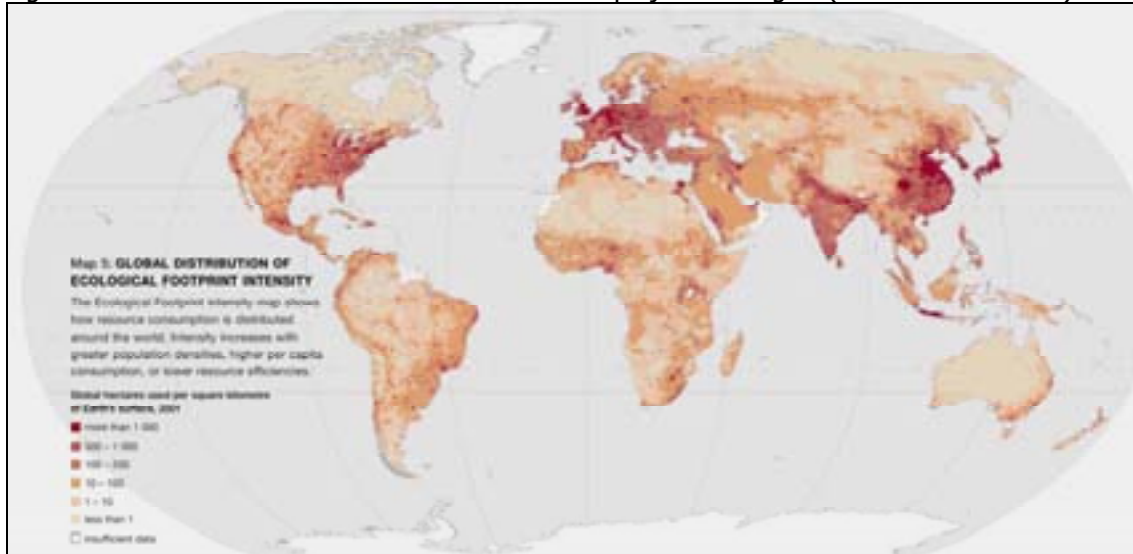 Map 5: GLOBAL DISTRIBUTION OF
ECOLOGICAL FOOTPRINT INTENSITY
The Ecological Footprint intensity map shows
how resource consumption is distributed
around the world. Intensity increases with
greater population densities, higher per capita
consumption, or lower resource efficiencies.
Global hectares used per square kilometre
of Earth's surface, 2001
more than 1 000
500 – 1 000
100 – 500
10 – 100
1 – 10
less than 1
insufficient data